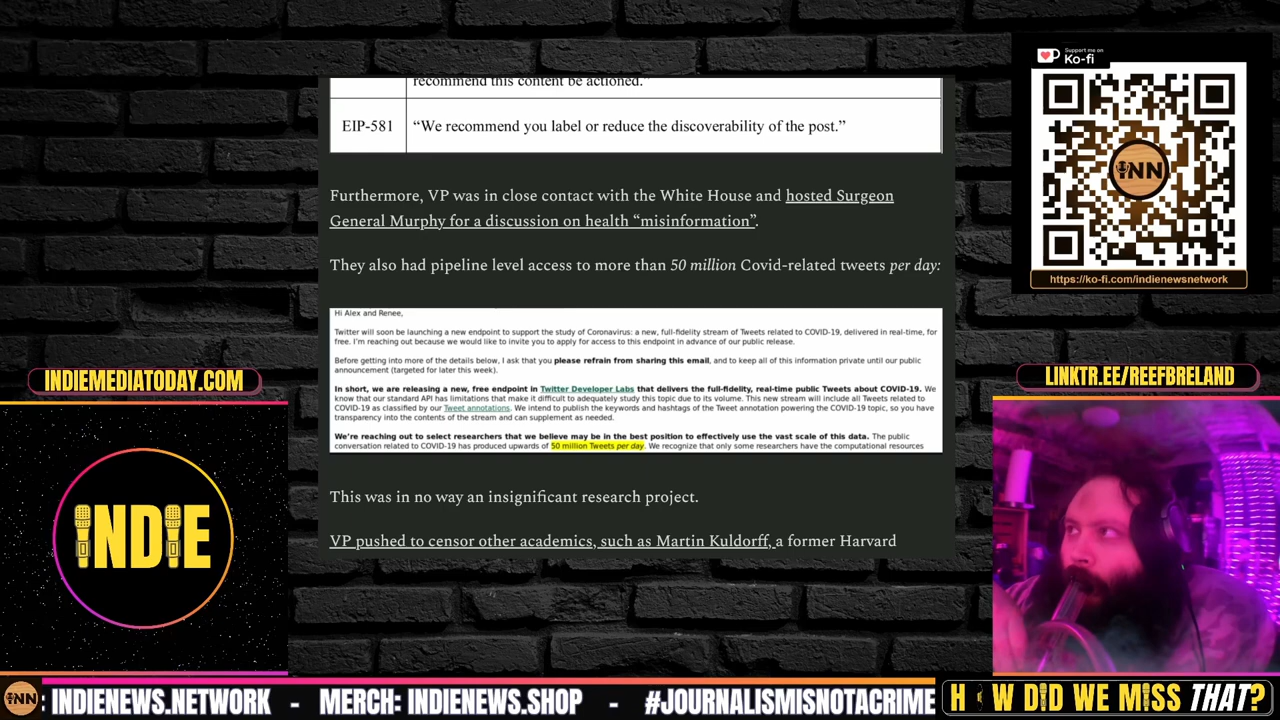 recommend this content be actioned.”
EIP-581
“We recommend you label or reduce the discoverability of the post.”
Furthermore, VP was in close contact with the White House and hosted Surgeon
General Murphy for a discussion on health “misinformation”.
They also had pipeline level access to more than 50 million Covid-related tweets per day:
Hi Alex and Renee,
Twitter will soon be launching a new endpoint to support the study of Coronavirus: a new, full-fidelity stream of Tweets related to COVID-19, delivered in real-time, for
free. I'm reaching out because we would like to invite you to apply for access to this endpoint in advance of our public release.
Before getting into more of the details below, I ask that you please refrain from sharing this email, and to keep all of this information private until our public
announcement (targeted for later this week).
In short, we are releasing a new, free endpoint in Twitter Developer Labs that delivers the full-fidelity, real-time public Tweets about COVID-19. We
know that our standard API has limitations that make it difficult to adequately study this topic due to its volume. This new stream will include all Tweets related to
COVID-19 as classified by our Tweet annotations. We intend to publish the keywords and hashtags of the Tweet annotation powering the COVID-19 topic, so you have
transparency into the contents of the stream and can supplement as needed.
We're reaching out to select researchers that we believe may be in the best position to effectively use the vast scale of this data. The public
conversation related to COVID-19 has produced upwards of 50 million Tweets per day. We recognize that only some researchers have the computational resources
This was in no way an insignificant research project.
VP pushed to censor other academics, such as Martin Kuldorff, a former Harvard
Support me on
Ko-fi
INN
https://ko-fi.com/indienewsnetwork
INDIEMEDIATODAY.COM
LINKTR.EE/REEFBRELAND
INDIE
INN
: INDIENEWS.NETWORK - MERCH: INDIENEWS.SHOP - #JOURNALISMISNOTACRIME
HOW DID WE MISS THAT?